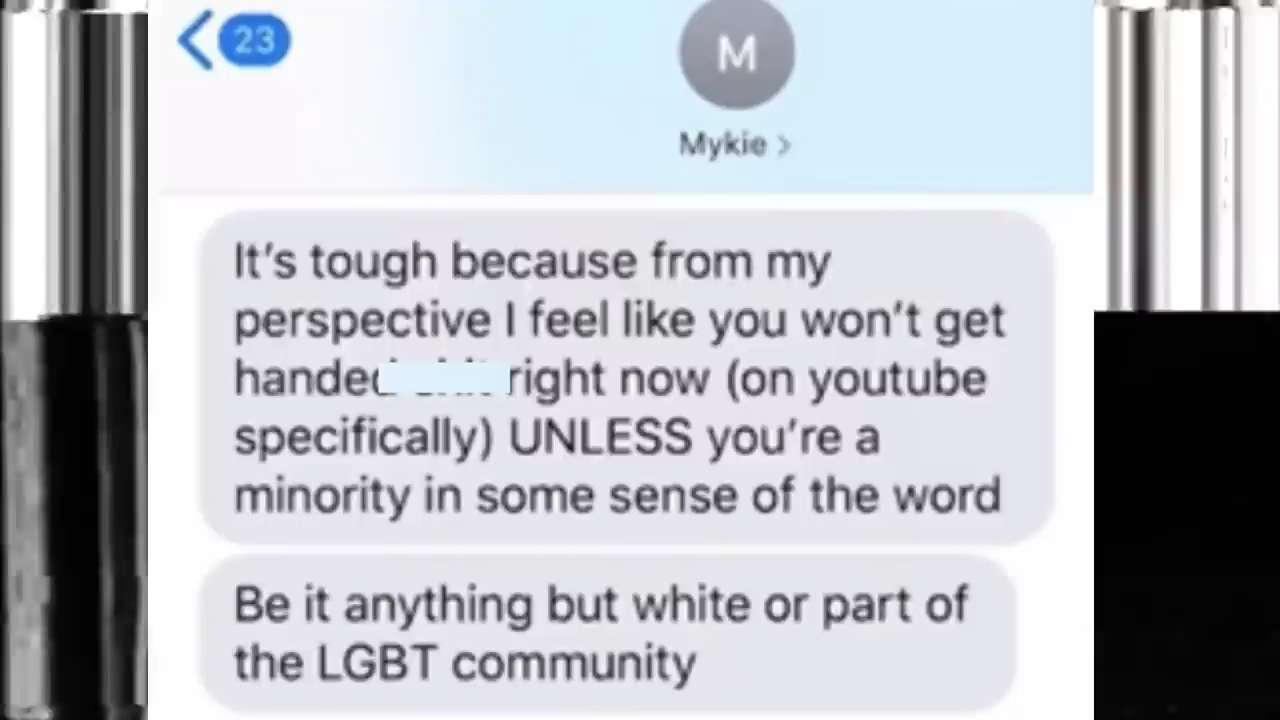 23
M
Mykie >
It's tough because from my
perspective I feel like you won't get
handed right now (on youtube
specifically) UNLESS you're a
minority in some sense of the word
Be it anything but white or part of
the LGBT community